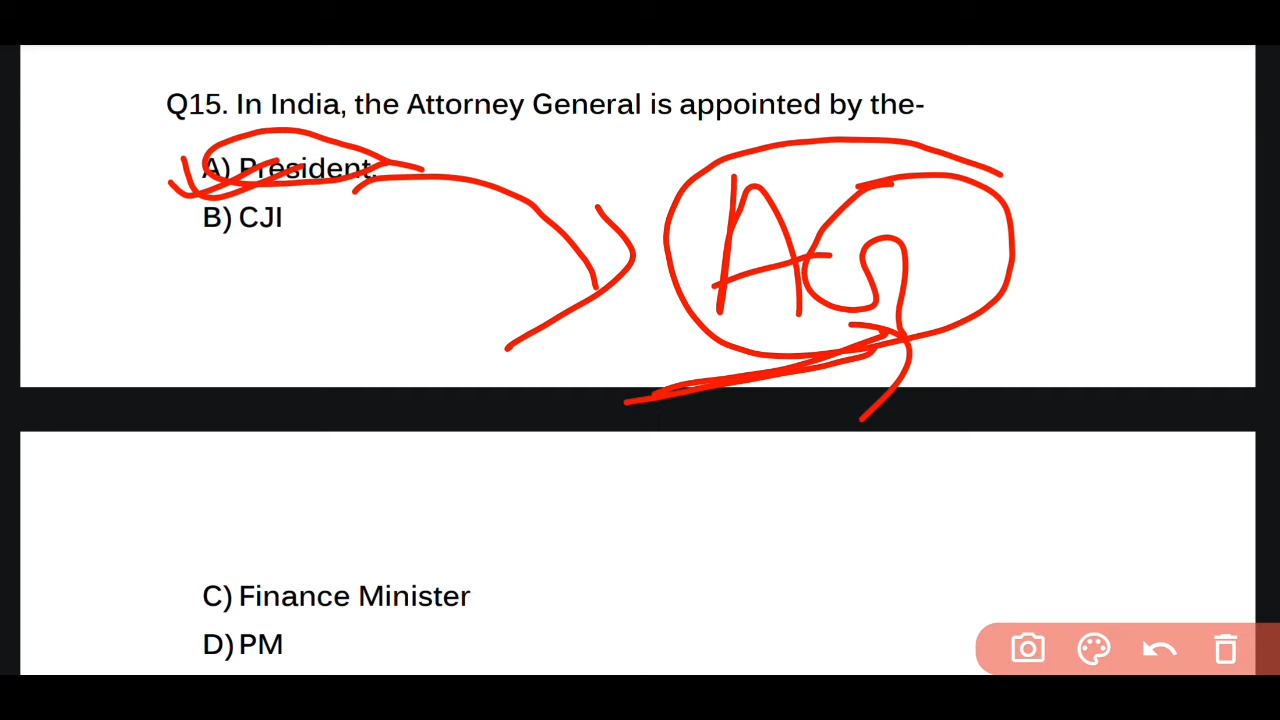 Q15. In India, the Attorney General is appointed by the-
A) President.
B) CJI
AG
C) Finance Minister
D) PM